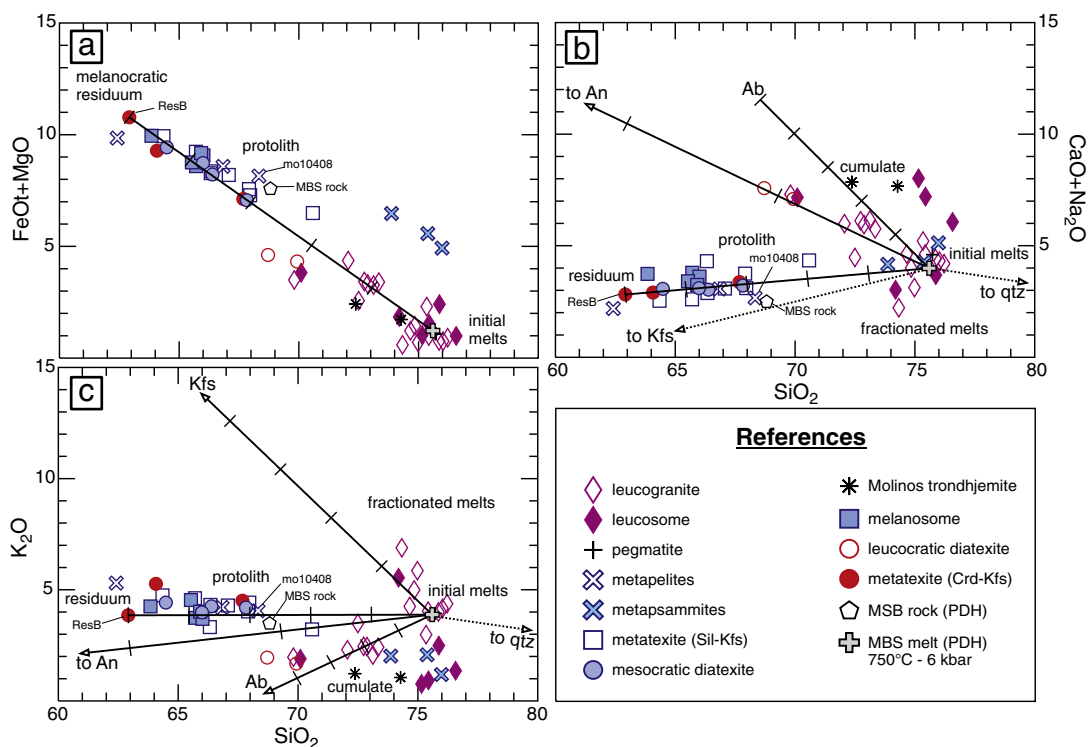 a
b
c
15
10
5
FeOt+MgO
melanocratic
residuum
ResB
protolith
mo10408
MBS rock
initial
melts
to An
Ab
cumulate
15
10
5
CaO+Na2O
protolith
mo10408
initial melts
residuum
ResB
MBS rock
to qtz
to Kfs
fractionated melts
60
65
70
75
80
SiO2
15
10
5
K2O
Kfs
fractionated melts
protolith
mo10408
initial melts
residuum
MBS rock
ResB
to qtz
to An
Ab
cumulate
60
65
70
75
80
SiO2
References
leucogranite
leucosome
pegmatite
metapelites
metapsammites
metatexite (Sil-Kfs)
mesocratic diatexite
Molinos trondhjemite
melanosome
leucocratic diatexite
metatexite (Crd-Kfs)
MSB rock (PDH)
MBS melt (PDH)
750°C - 6 kbar